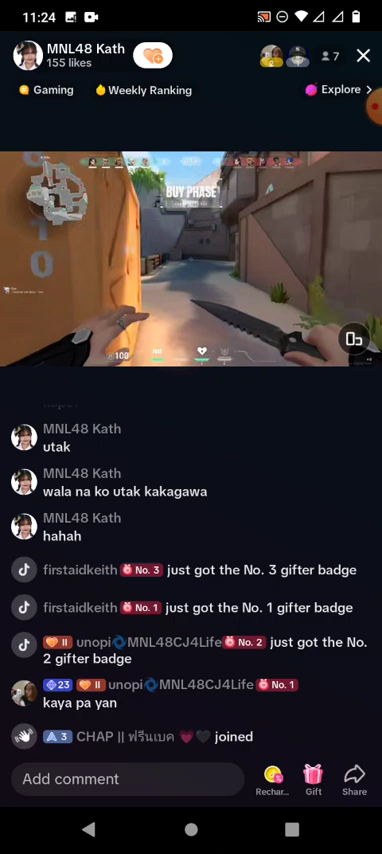 11:24
MNL48 Kath
155 likes
7
Gaming
Weekly Ranking
Explore
BUY PHASE
100
MNL48 Kath
utak
MNL48 Kath
wala na ko utak kakagawa
MNL48 Kath
hahah
firstaidkeith No. 3 just got the No. 3 gifter badge
firstaidkeith No. 1 just got the No. 1 gifter badge
II unopi MNL48CJ4Life No. 2 just got the No.
2 gifter badge
23 II unopi MNL48CJ4Life No. 1
kaya pa yan
3 CHAP || ฟรีนเบค joined
Add comment
Rechar...
Gift
Share